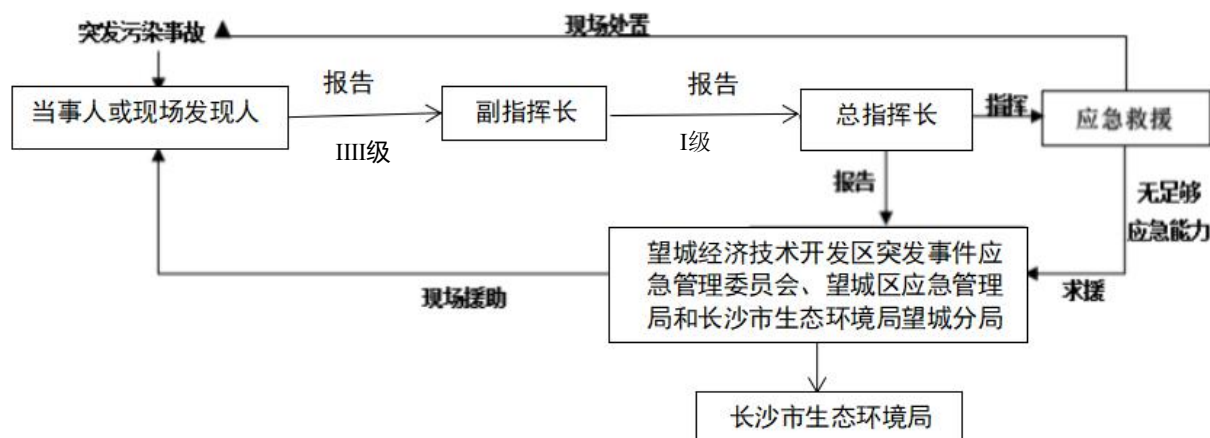 突发污染事故
现场处置
当事人或现场发现人
报告
IIII级
副指挥长
报告
I级
总指挥长
指挥
应急救援
报告
无足够
应急能力
望城经济技术开发区突发事件应
急管理委员会、望城区应急管理
局和长沙市生态环境局望城分局
求援
现场援助
长沙市生态环境局